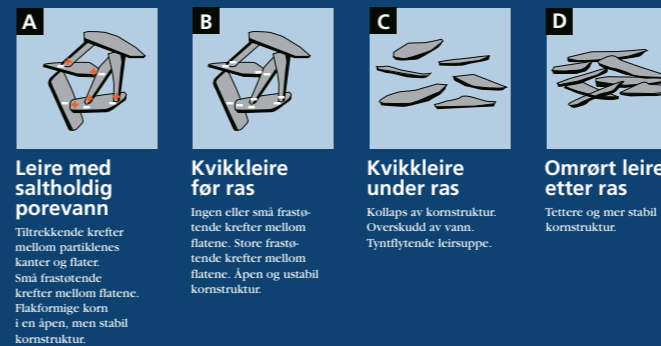 A
Leire med
saltholdig
porevann
Tiltrekkende krefter
mellom partiklenes
kanter og flater.
Små frastøtende
krefter mellom flatene.
Flakformige korn
i en åpen, men stabil
kornstruktur.
B
Kvikkleire
før ras
Ingen eller små frastø-
tende krefter mellom
flatene. Store frastø-
tende krefter mellom
flatene. Åpen og ustabil
kornstruktur.
C
Kvikkleire
under ras
Kollaps av kornstruktur.
Overskudd av vann.
Tyntflytende leirsuppe.
D
Omrørt leire
etter ras
Tettere og mer stabil
kornstruktur.